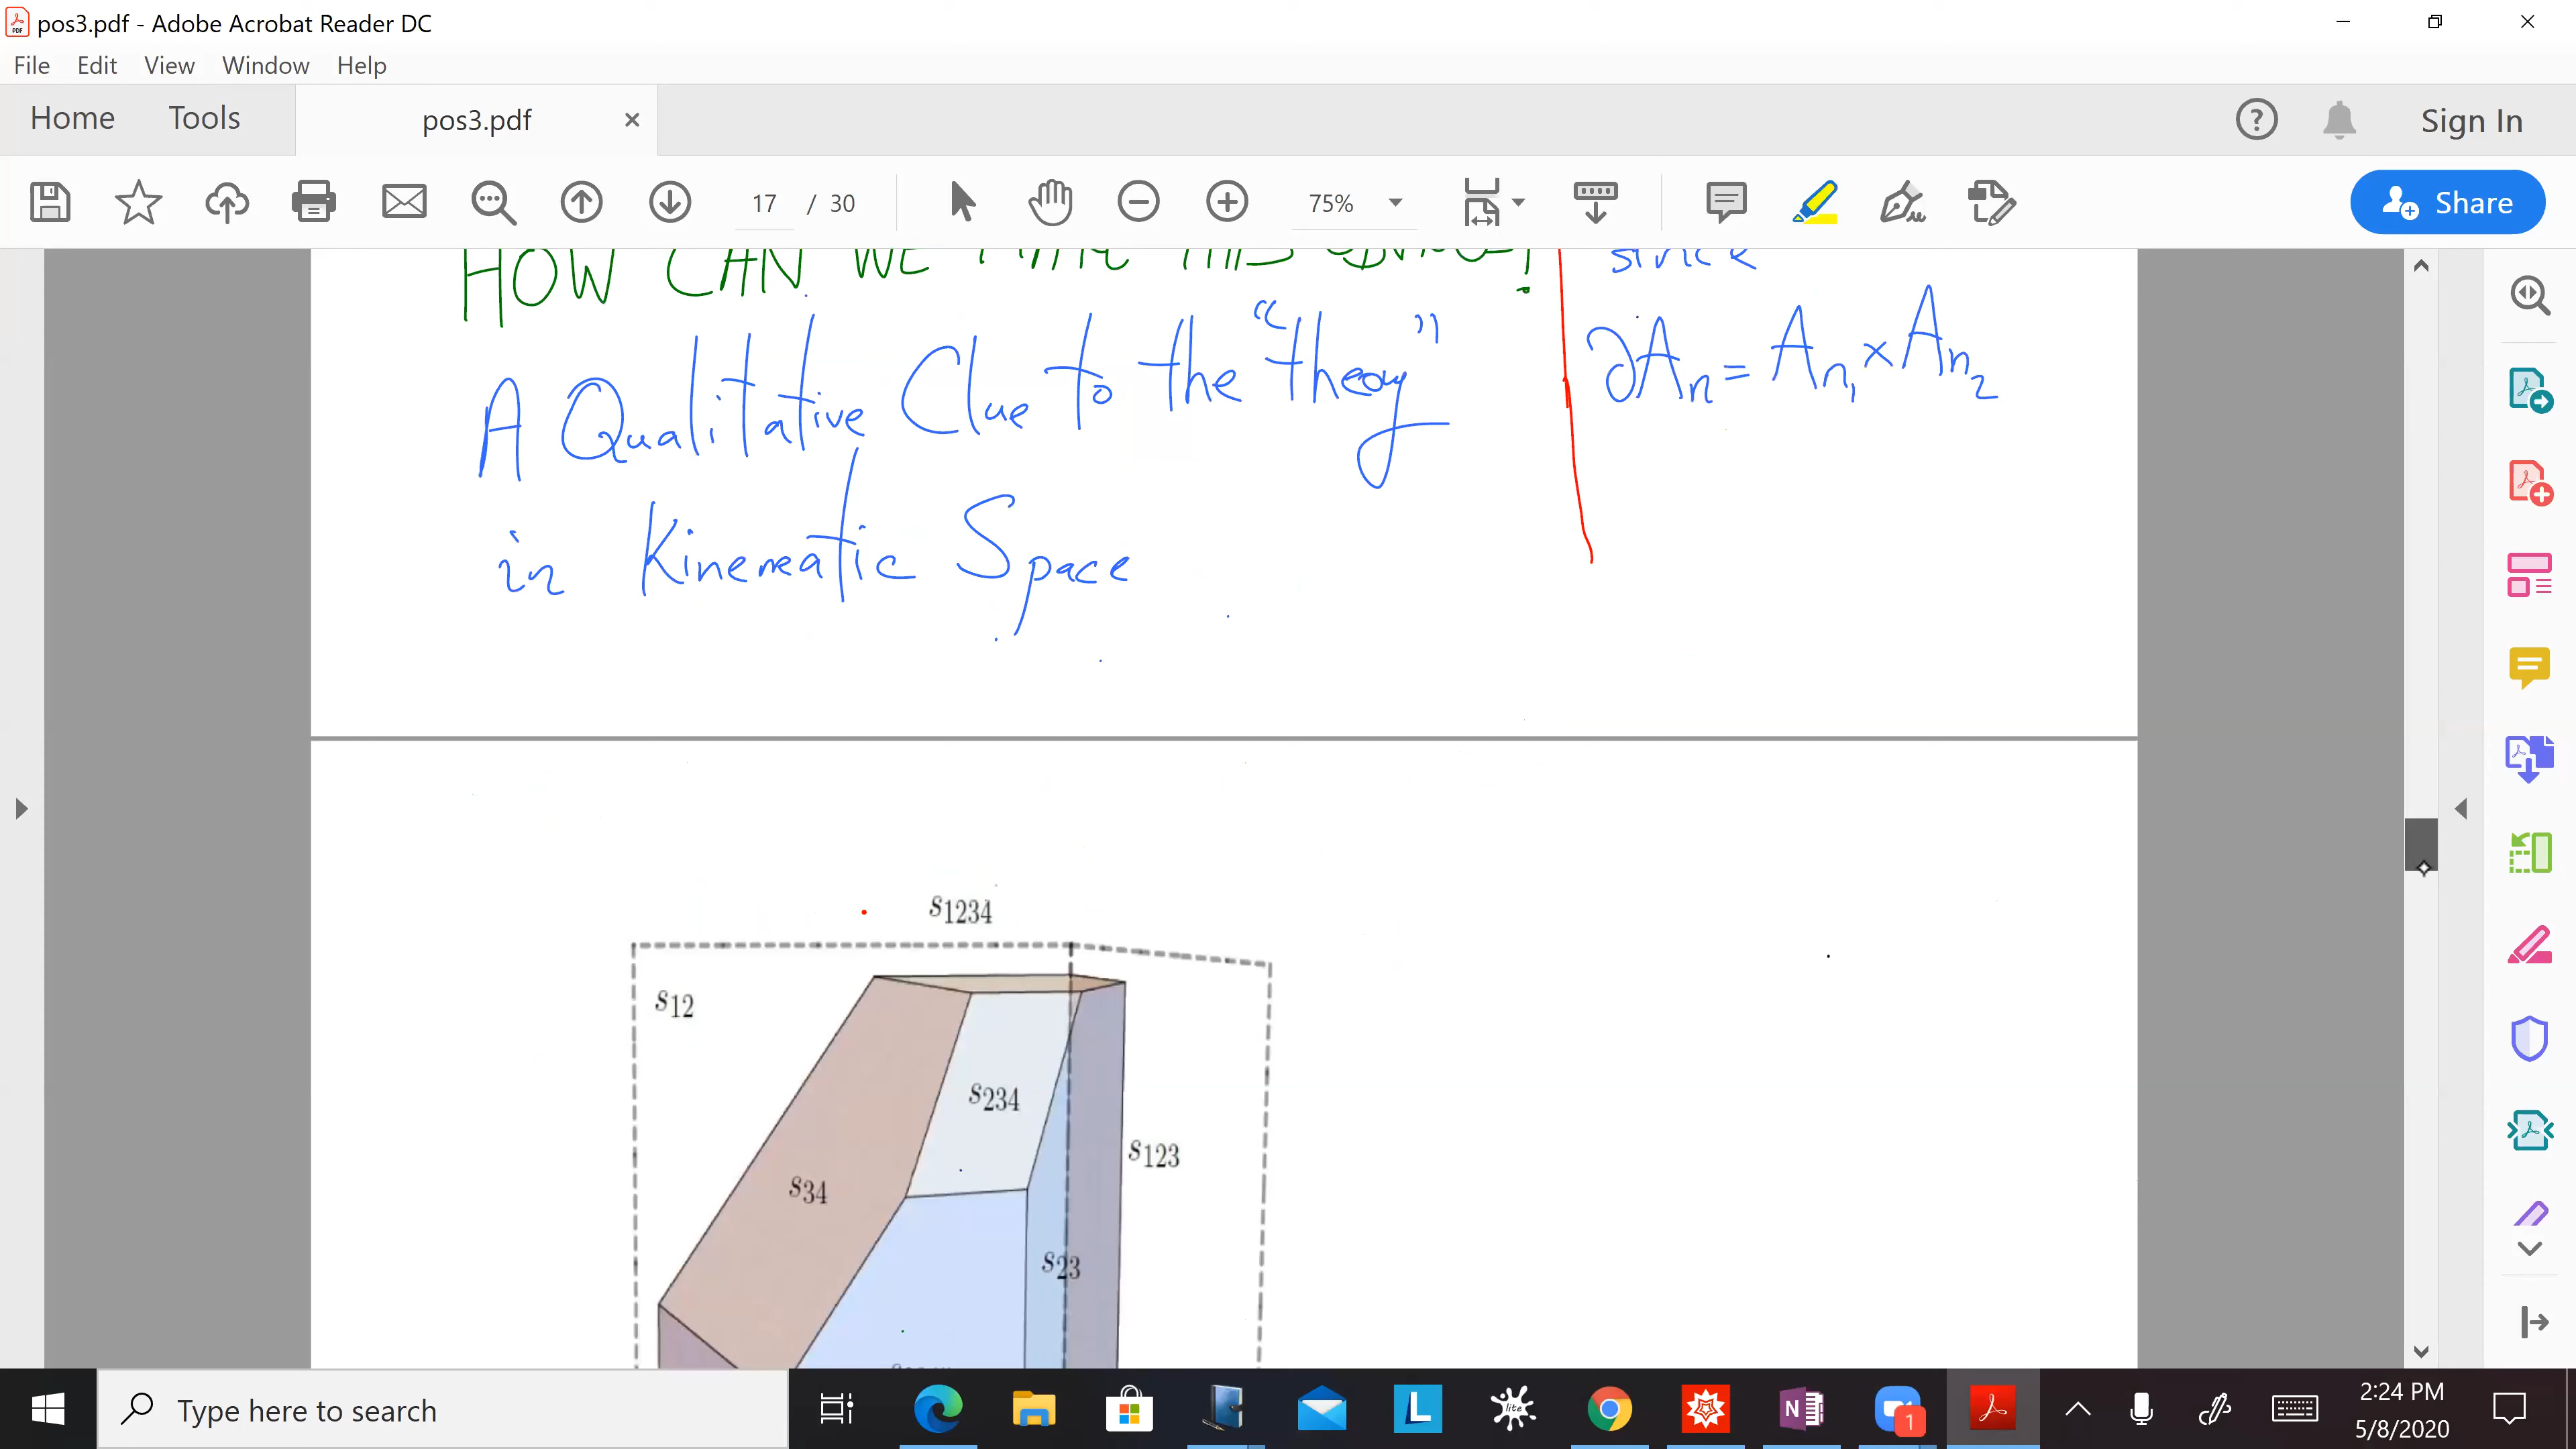 pos3.pdf - Adobe Acrobat Reader DC
File Edit View Window Help
Home Tools pos3.pdf Sign In
17 / 30 75% Share
HOW CAN WE
A Qualitative Clue to the "theory"
in Kinematic Space
∂Aₙ = Aₙ₁ × Aₙ₂
S1234
S12
S234
S123
S34
S23
Type here to search
L
lite
N
1
2:24 PM
5/8/2020